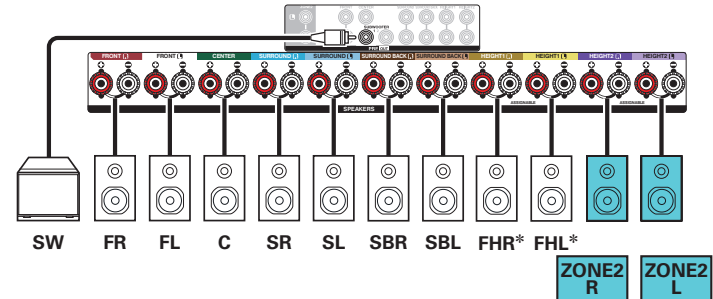 SUBWOOFER
PRE OUT
FRONT R FRONT L CENTER SURROUND R SURROUND L SURROUND BACK R SURROUND BACK L HEIGHT1 R HEIGHT1 L HEIGHT2 R HEIGHT2 L
ASSIGNABLE ASSIGNABLE
SPEAKERS
SW FR FL C SR SL SBR SBL FHR* FHL*
ZONE2 ZONE2
R L